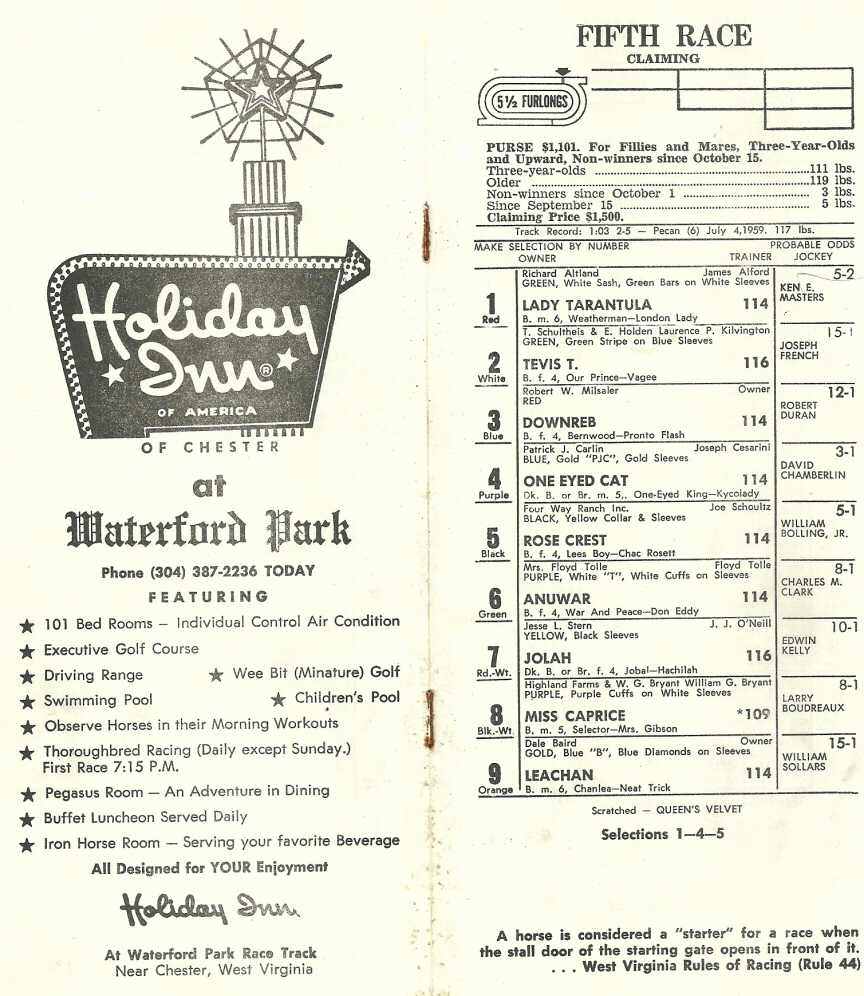 Holiday
Inn®
OF AMERICA
OF CHESTER
at
Waterford Park
Phone (304) 387-2236 TODAY
FEATURING
★ 101 Bed Rooms – Individual Control Air Condition
★ Executive Golf Course
★ Driving Range ★ Wee Bit (Minature) Golf
★ Swimming Pool ★ Children's Pool
★ Observe Horses in their Morning Workouts
★ Thoroughbred Racing (Daily except Sunday.)
First Race 7:15 P.M.
★ Pegasus Room – An Adventure in Dining
★ Buffet Luncheon Served Daily
★ Iron Horse Room – Serving your favorite Beverage
All Designed for YOUR Enjoyment
Holiday Inn
At Waterford Park Race Track
Near Chester, West Virginia
FIFTH RACE
CLAIMING
5½ FURLONGS
PURSE $1,101. For Fillies and Mares, Three-Year-Olds
and Upward, Non-winners since October 15.
Three-year-olds ....................111 lbs.
Older ....................119 lbs.
Non-winners since October 1 .................... 3 lbs.
Since September 15 .................... 5 lbs.
Claiming Price $1,500.
Track Record: 1:03 2-5 – Pecan (6) July 4,1959. 117 lbs.
MAKE SELECTION BY NUMBER PROBABLE ODDS
OWNER TRAINER JOCKEY
Richard Altland James Alford 5-2
GREEN, White Sash, Green Bars on White Sleeves
1 LADY TARANTULA 114 KEN E. MASTERS
Red B. m. 6, Weatherman–London Lady
T. Schultheis & E. Holden Laurence P. Kilvington 15-1
GREEN, Green Stripe on Blue Sleeves
2 TEVIS T. 116 JOSEPH FRENCH
White B. f. 4, Our Prince–Vagee
Robert W. Milsaler Owner 12-1
RED
3 DOWNREB 114 ROBERT DURAN
Blue B. f. 4, Bernwood–Pronto Flash
Patrick J. Carlin Joseph Cesarini 3-1
BLUE, Gold "PJC", Gold Sleeves
4 ONE EYED CAT 114 DAVID CHAMBERLIN
Purple Dk. B. or Br. m. 5,. One-Eyed King–Kycolady
Four Way Ranch Inc. Joe Schoultz 5-1
BLACK, Yellow Collar & Sleeves
5 ROSE CREST 114 WILLIAM BOLLING, JR.
Black B. f. 4, Lees Boy–Chac Rosett
Mrs. Floyd Tolle Floyd Tolle 8-1
PURPLE, White "T", White Cuffs on Sleeves
6 ANUWAR 114 CHARLES M. CLARK
Green B. f. 4, War And Peace–Don Eddy
Jesse L. Stern J. J. O'Neill 10-1
YELLOW, Black Sleeves
7 JOLAH 116 EDWIN KELLY
Rd.-Wt. Dk. B. or Br. f. 4, Jobal–Hachilah
Highland Farms & W. G. Bryant William G. Bryant 8-1
PURPLE, Purple Cuffs on White Sleeves
8 MISS CAPRICE *109 LARRY BOUDREAUX
Blk.-Wt. B. m. 5, Selector–Mrs. Gibson
Dale Baird Owner 15-1
GOLD, Blue "B", Blue Diamonds on Sleeves
9 LEACHAN 114 WILLIAM SOLLARS
Orange B. m. 6, Chanlea–Neat Trick
Scratched – QUEEN'S VELVET
Selections 1–4–5
A horse is considered a "starter" for a race when
the stall door of the starting gate opens in front of it.
. . . West Virginia Rules of Racing (Rule 44)